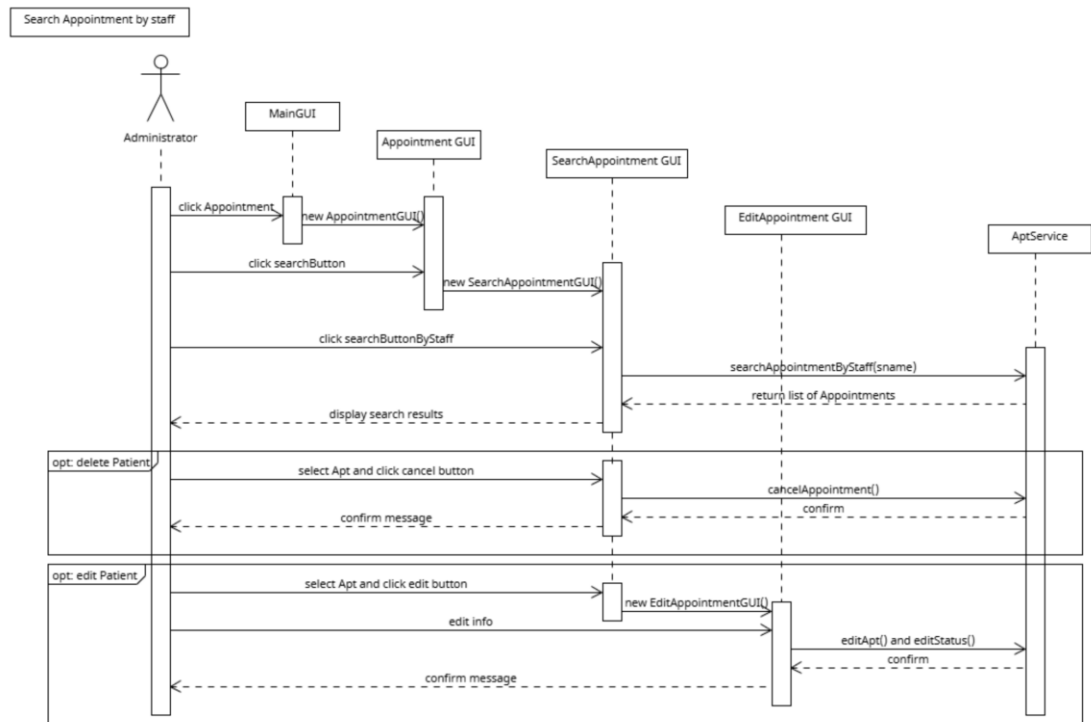 Search Appointment by staff
Administrator
MainGUI
Appointment GUI
SearchAppointment GUI
EditAppointment GUI
AptService
click Appointment
new AppointmentGUI()
click searchButton
new SearchAppointmentGUI()
click searchButtonByStaff
searchAppointmentByStaff(sname)
return list of Appointments
display search results
opt: delete Patient
select Apt and click cancel button
cancelAppointment()
confirm
confirm message
opt: edit Patient
select Apt and click edit button
new EditAppointmentGUI()
edit info
editApt() and editStatus()
confirm
confirm message